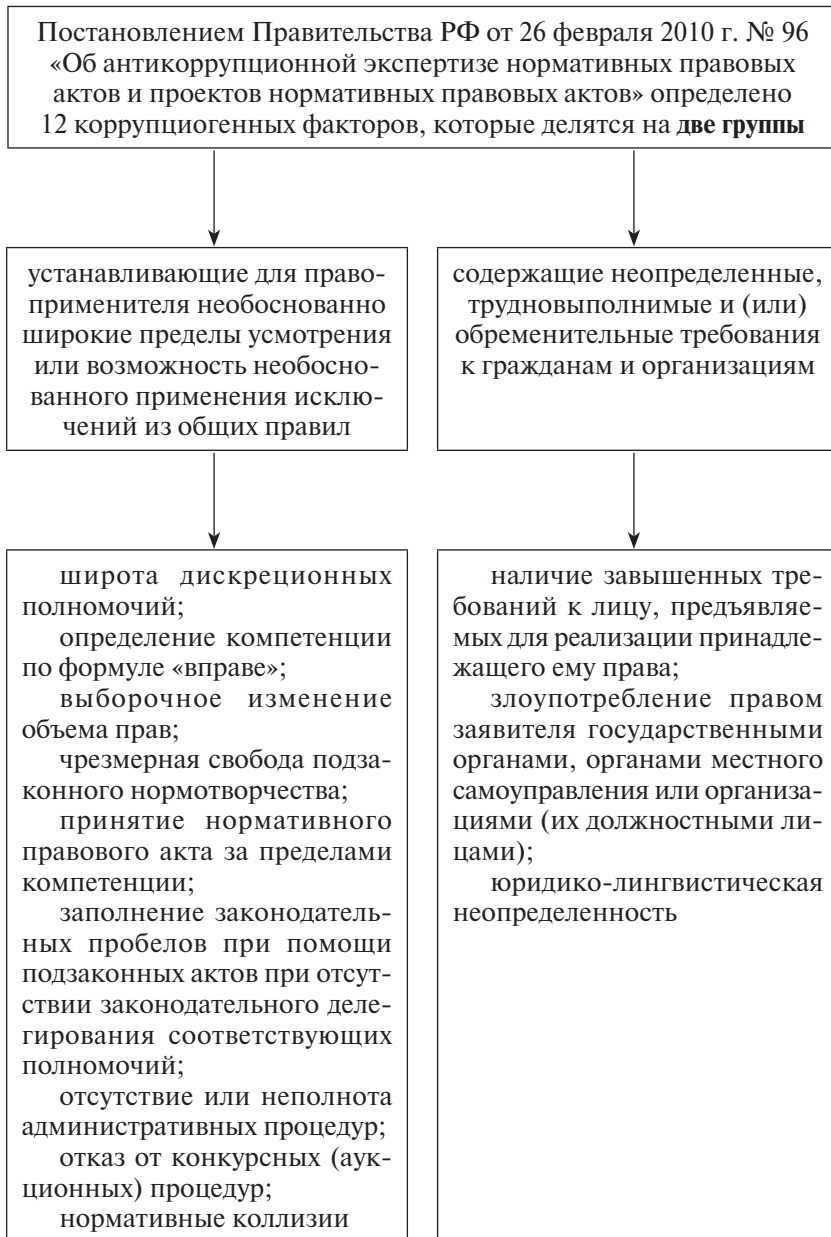 Постановлением Правительства РФ от 26 февраля 2010 г. № 96
«Об антикоррупционной экспертизе нормативных правовых
актов и проектов нормативных правовых актов» определено
12 коррупциогенных факторов, которые делятся на две группы
устанавливающие для право-
применителя необоснованно
широкие пределы усмотрения
или возможность необосно-
ванного применения исклю-
чений из общих правил
содержащие неопределенные,
трудновыполнимые и (или)
обременительные требования
к гражданам и организациям
широта дискреционных
полномочий;
определение компетенции
по формуле «вправе»;
выборочное изменение
объема прав;
чрезмерная свобода подза-
конного нормотворчества;
принятие нормативного
правового акта за пределами
компетенции;
заполнение законодатель-
ных пробелов при помощи
подзаконных актов при отсут-
ствии законодательного деле-
гирования соответствующих
полномочий;
отсутствие или неполнота
административных процедур;
отказ от конкурсных (аук-
ционных) процедур;
нормативные коллизии
наличие завышенных тре-
бований к лицу, предъявляе-
мых для реализации принадле-
жащего ему права;
злоупотребление правом
заявителя государственными
органами, органами местного
самоуправления или организа-
циями (их должностными ли-
цами);
юридико-лингвистическая
неопределенность